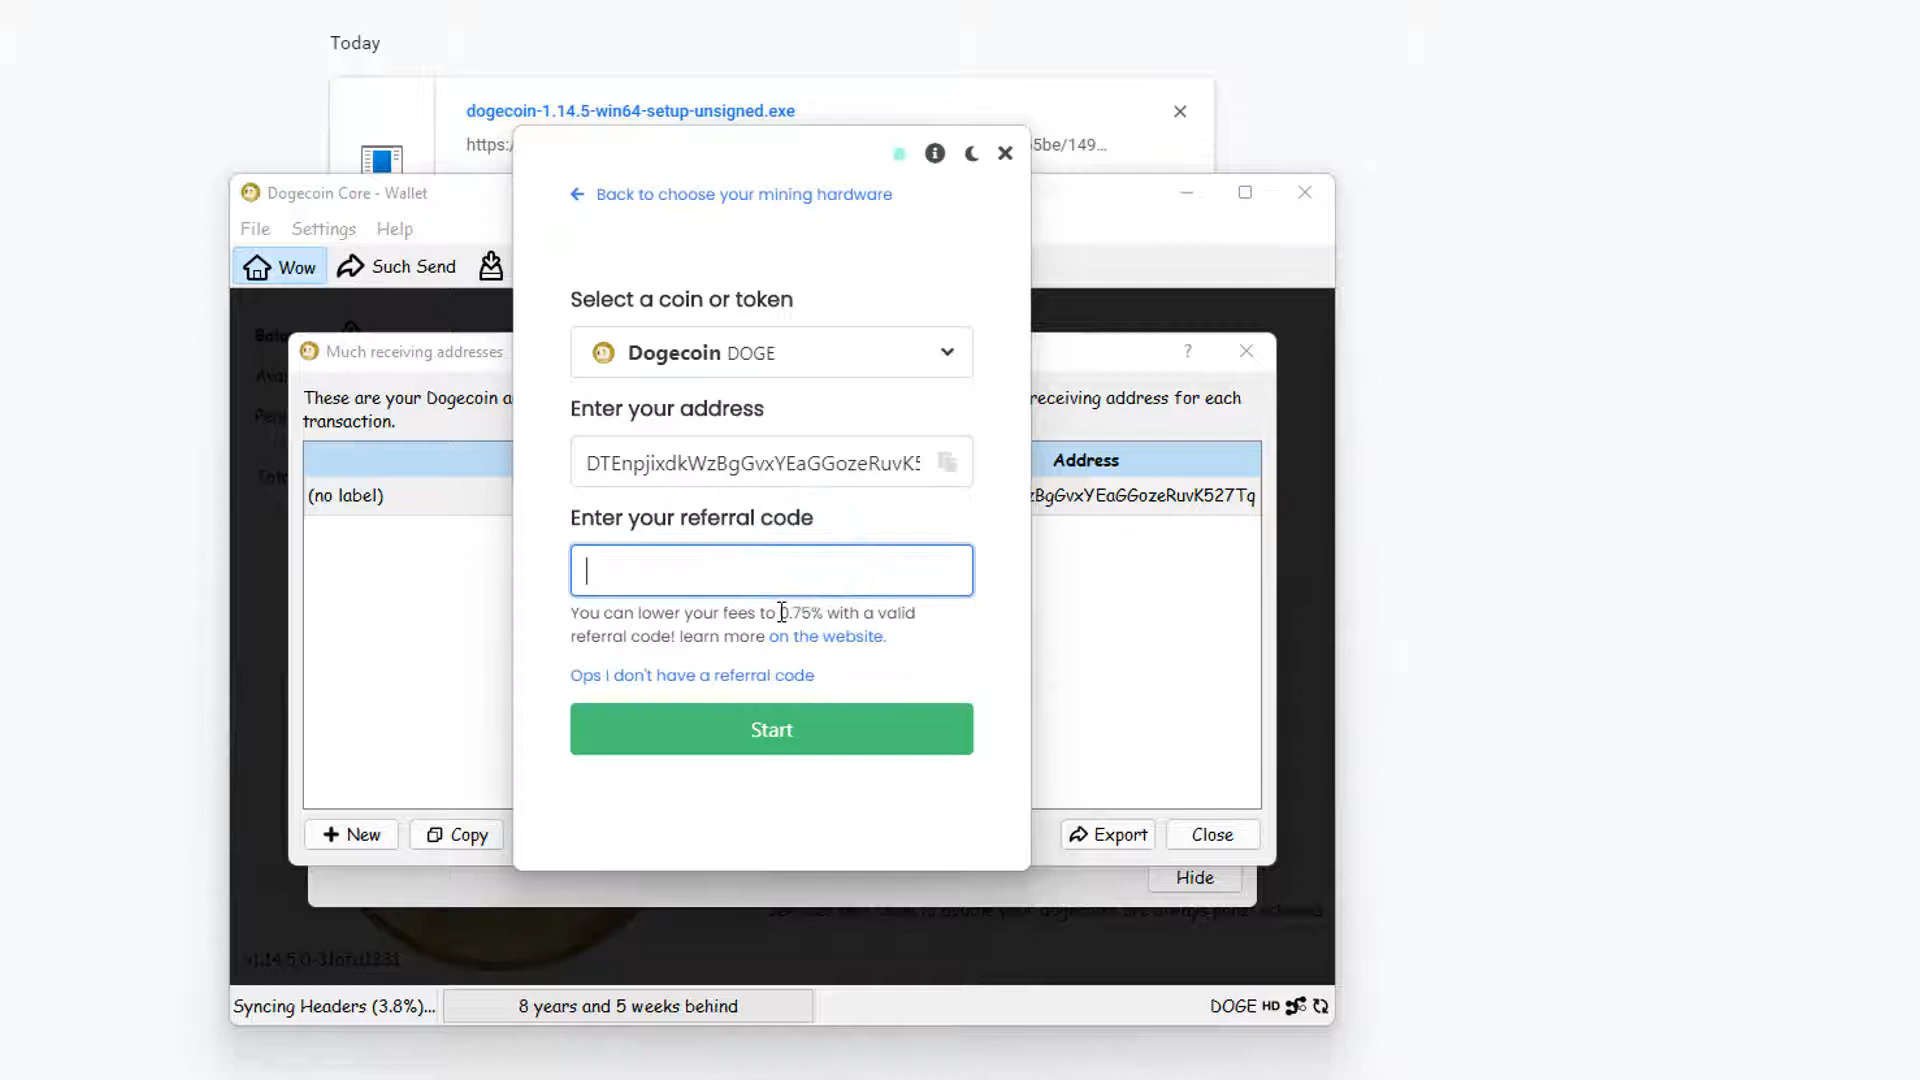 Today
dogecoin-1.14.5-win64-setup-unsigned.exe
https:/
5be/149...
Dogecoin Core - Wallet
File Settings Help
Wow Such Send
Back to choose your mining hardware
Select a coin or token
Dogecoin DOGE
Much receiving addresses
These are your Dogecoin a
receiving address for each
transaction.
Enter your address
DTEnpjixdkWzBgGvxYEaGGozeRuvK5
Address
(no label)
zBgGvxYEaGGozeRuvK527Tq
Enter your referral code
You can lower your fees to 0.75% with a valid
referral code! learn more on the website.
Ops I don't have a referral code
Start
New Copy Export Close
Hide
Syncing Headers (3.8%)... 8 years and 5 weeks behind DOGE HD